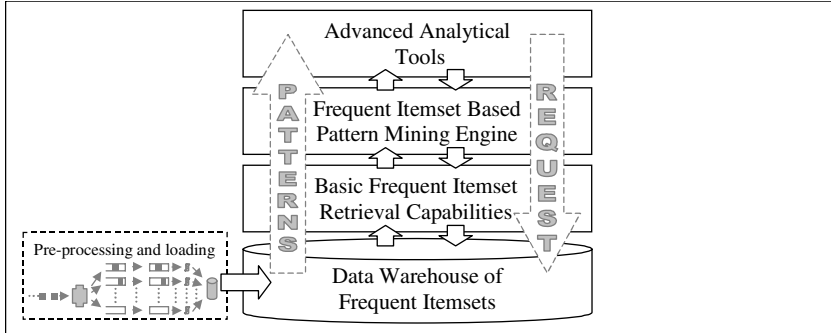 Advanced Analytical
Tools
PATTERNS
REQUEST
Frequent Itemset Based
Pattern Mining Engine
Basic Frequent Itemset
Retrieval Capabilities
Pre-processing and loading
Data Warehouse of
Frequent Itemsets